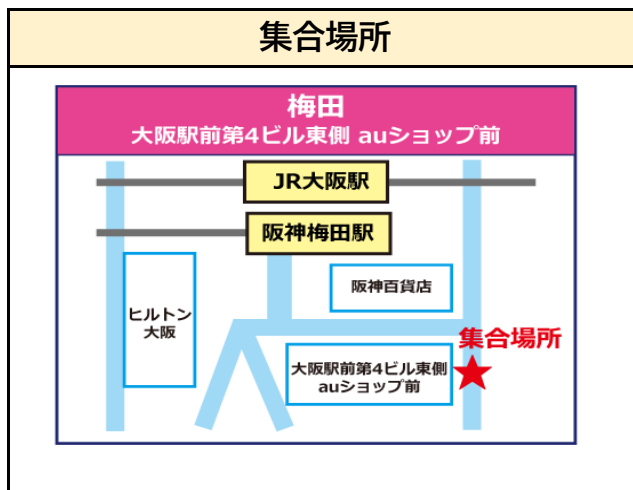 集合場所
梅田
大阪駅前第4ビル東側 auショップ前
JR大阪駅
阪神梅田駅
阪神百貨店
ヒルトン
大阪
集合場所
大阪駅前第4ビル東側
auショップ前